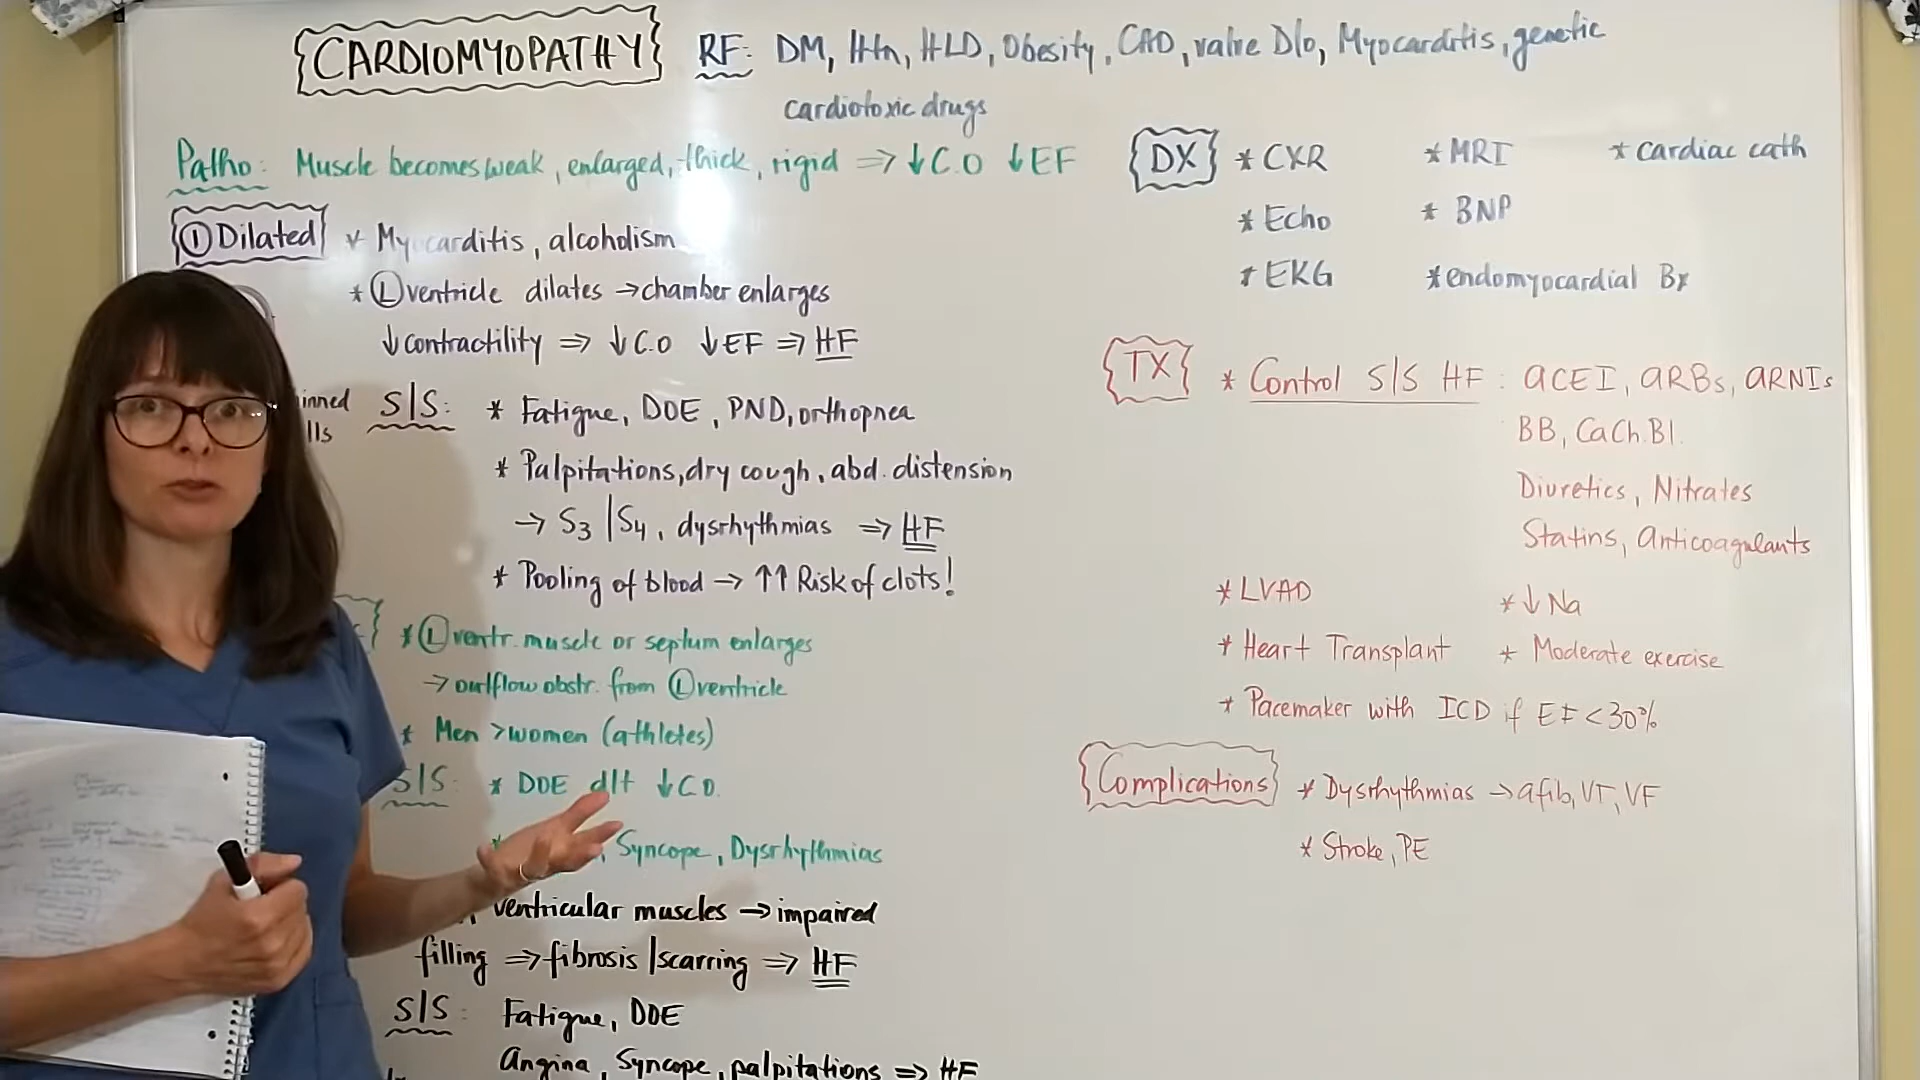 CARDIOMYOPATHY RF: DM, Htn, HLD, Obesity, CAD, valve D/o, Myocarditis, genetic
cardiotoxic drugs
Patho: Muscle becomes weak, enlarged, thick, rigid ⇒ ↓C.O ↓EF
① Dilated * Myocarditis, alcoholism
* Ⓛ ventricle dilates → chamber enlarges
↓contractility ⇒ ↓C.O ↓EF ⇒ HF
S/S: * Fatigue, DOE, PND, orthopnea
* Palpitations, dry cough, abd. distension
→ S3 | S4, dysrhythmias ⇒ HF
* Pooling of blood → ↑↑ Risk of clots!
* Ⓛ ventr. muscle or septum enlarges
→ outflow obstr. from Ⓛ ventricle
* Men > women (athletes)
S/S: * DOE d/t ↓C.O.
Syncope, Dysrhythmias
ventricular muscles → impaired
filling ⇒ fibrosis | scarring ⇒ HF
S/S: Fatigue, DOE
Angina, Syncope, palpitations ⇒ HF
DX * CXR * MRI * cardiac cath
* Echo * BNP
* EKG * endomyocardial Bx
TX * Control S/S HF: ACEI, ARBs, ARNIs
BB, CaCh.Bl.
Diuretics, Nitrates
Statins, Anticoagulants
* LVAD * ↓ Na
* Heart Transplant * Moderate exercise
* Pacemaker with ICD if EF <30%
Complications * Dysrhythmias → afib, VT, VF
* Stroke, PE